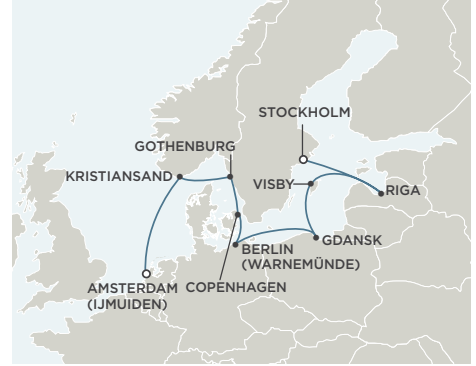 STOCKHOLM
GOTHENBURG
KRISTIANSAND
VISBY
RIGA
GDANSK
BERLIN
(WARNEMÜNDE)
AMSTERDAM
(IJMUIDEN)
COPENHAGEN